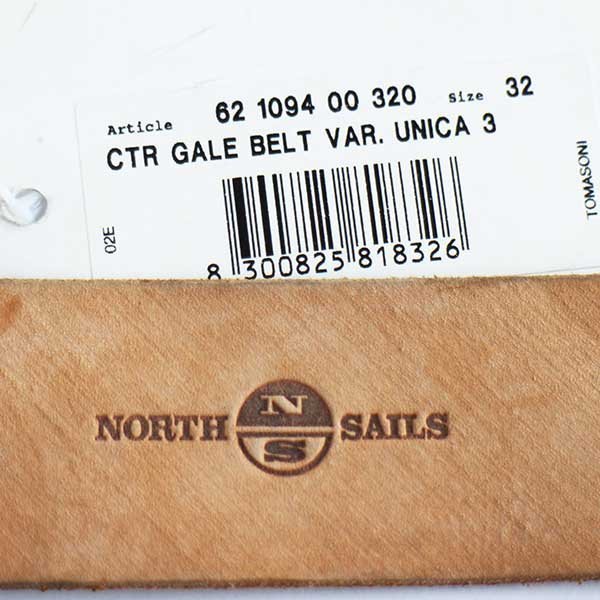 Article 62 1094 00 320 Size 32
CTR GALE BELT VAR. UNICA 3
02E
TOMASONI
8 300825 818326
NORTH N S SAILS